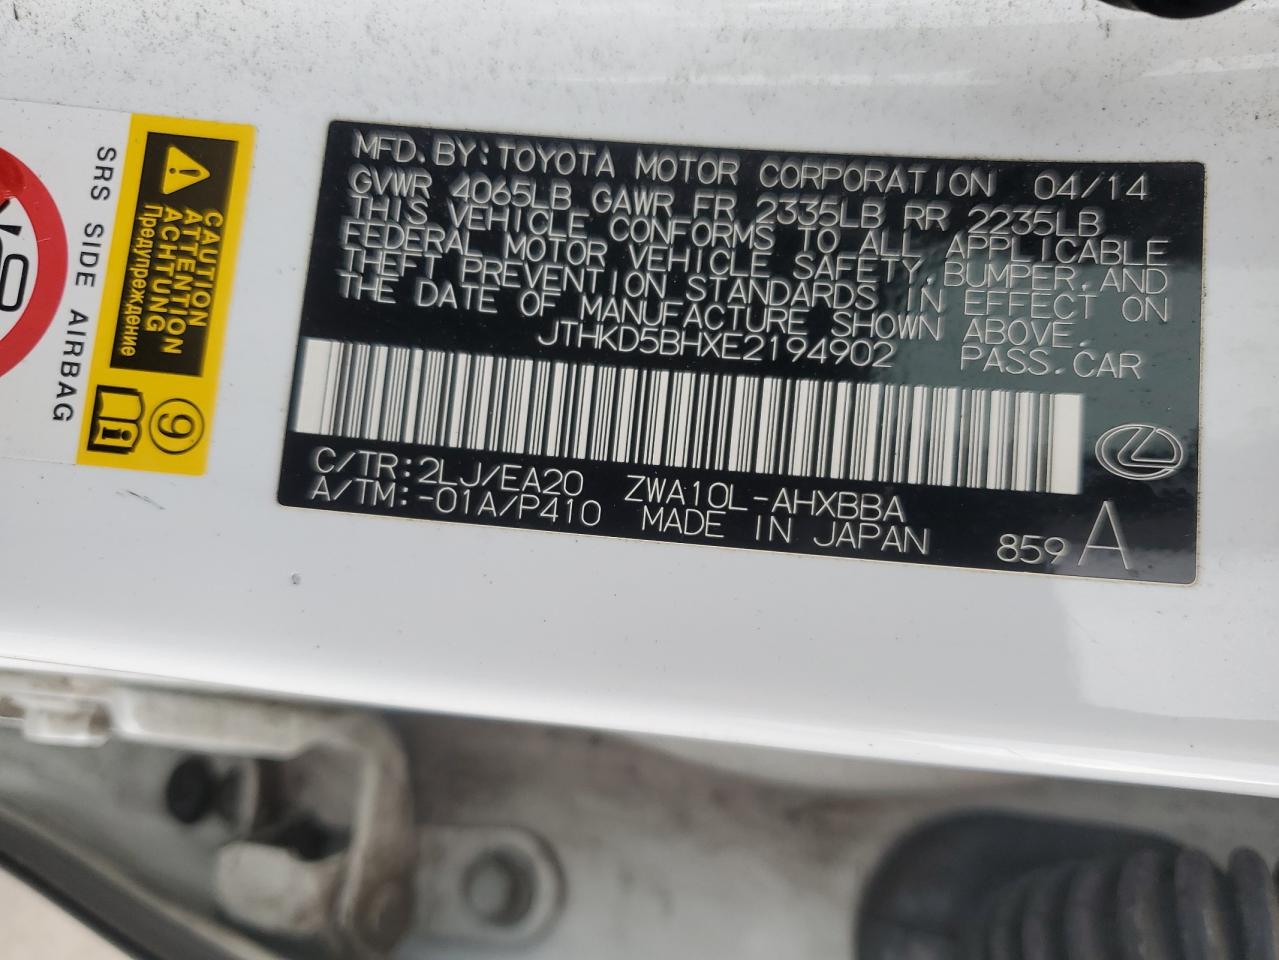 MFD. BY: TOYOTA MOTOR CORPORATION 04/14
GVWR 4065LB GAWR FR 2335LB RR 2235LB
THIS VEHICLE CONFORMS TO ALL APPLICABLE
FEDERAL MOTOR VEHICLE SAFETY, BUMPER, AND
THEFT PREVENTION STANDARDS IN EFFECT ON
THE DATE OF MANUFACTURE SHOWN ABOVE.
JTHKD5BHXE2194902 PASS. CAR
C/TR: 2LJ/EA20 ZWA10L-AHXBBA
A/TM: -01A/P410 MADE IN JAPAN 859 A
CAUTION
ATTENTION
ACHTUNG
Предупреждение
9
SRS SIDE AIRBAG